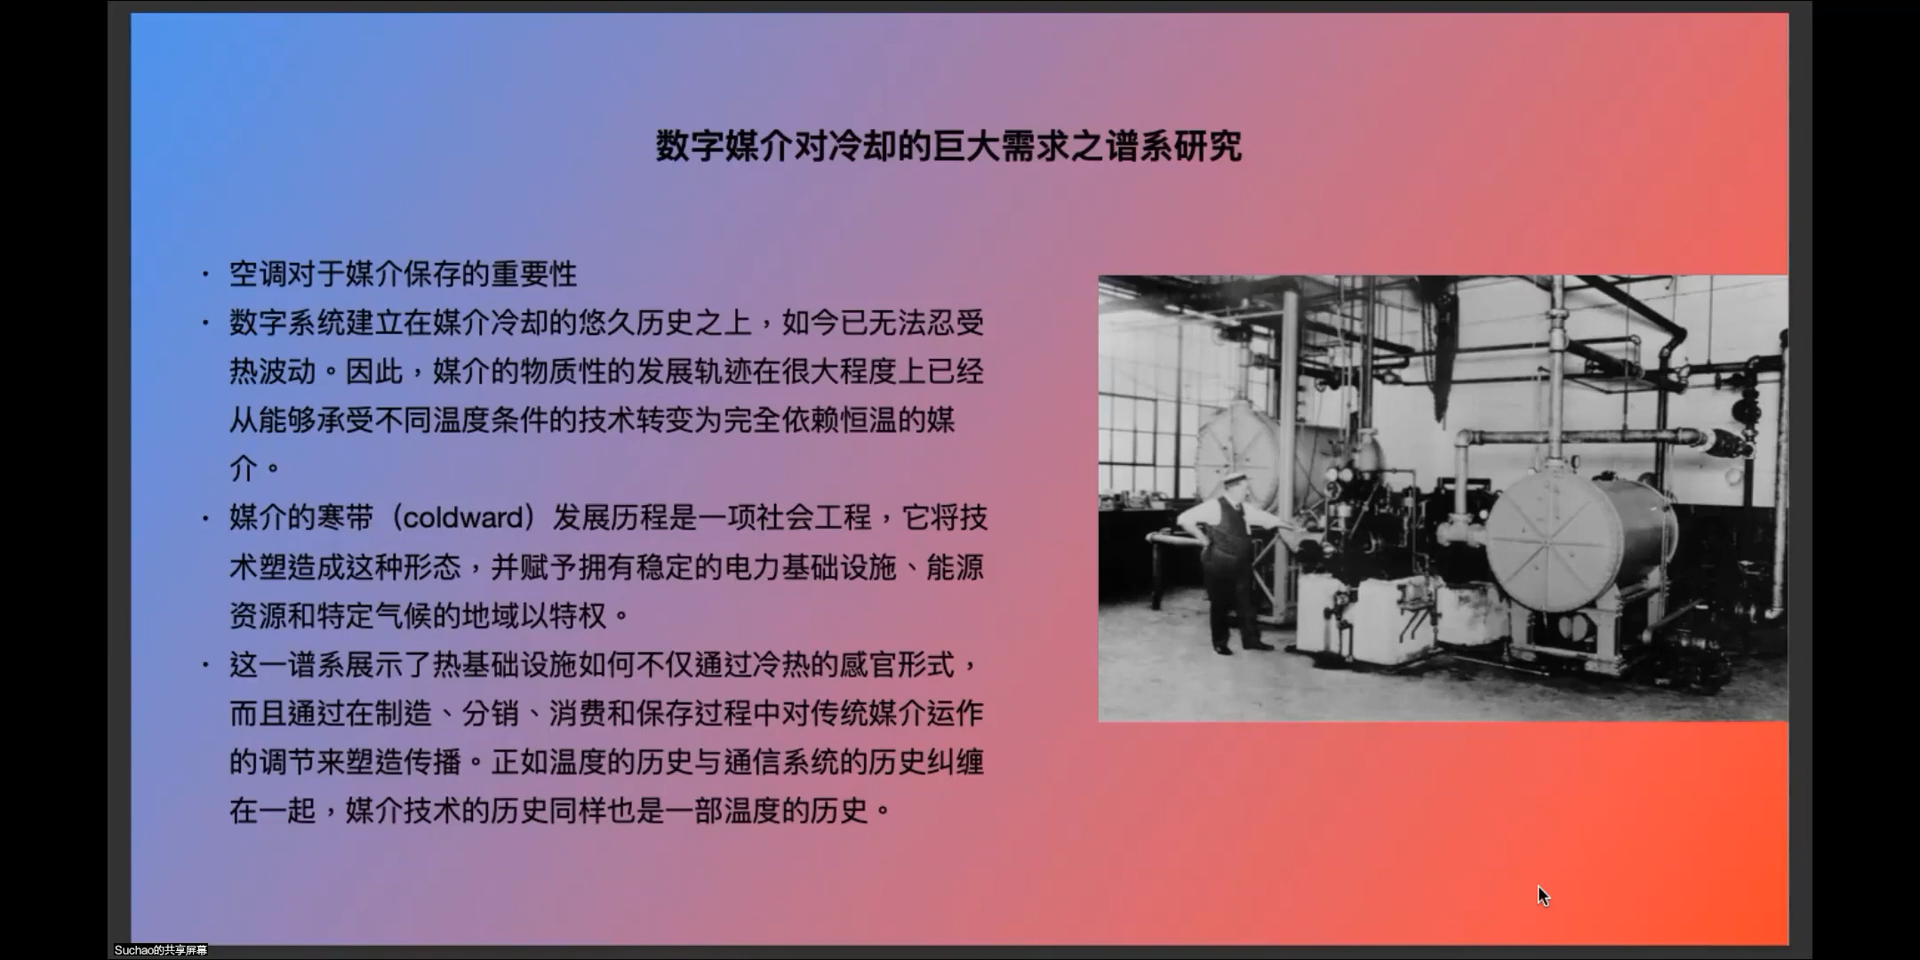 数字媒介对冷却的巨大需求之谱系研究
· 空调对于媒介保存的重要性
· 数字系统建立在媒介冷却的悠久历史之上，如今已无法忍受
热波动。因此，媒介的物质性的发展轨迹在很大程度上已经
从能够承受不同温度条件的技术转变为完全依赖恒温的媒
介。
· 媒介的寒带（coldward）发展历程是一项社会工程，它将技
术塑造成这种形态，并赋予拥有稳定的电力基础设施、能源
资源和特定气候的地域以特权。
· 这一谱系展示了热基础设施如何不仅通过冷热的感官形式，
而且通过在制造、分销、消费和保存过程中对传统媒介运作
的调节来塑造传播。正如温度的历史与通信系统的历史纠缠
在一起，媒介技术的历史同样也是一部温度的历史。
Suchao的共享屏幕